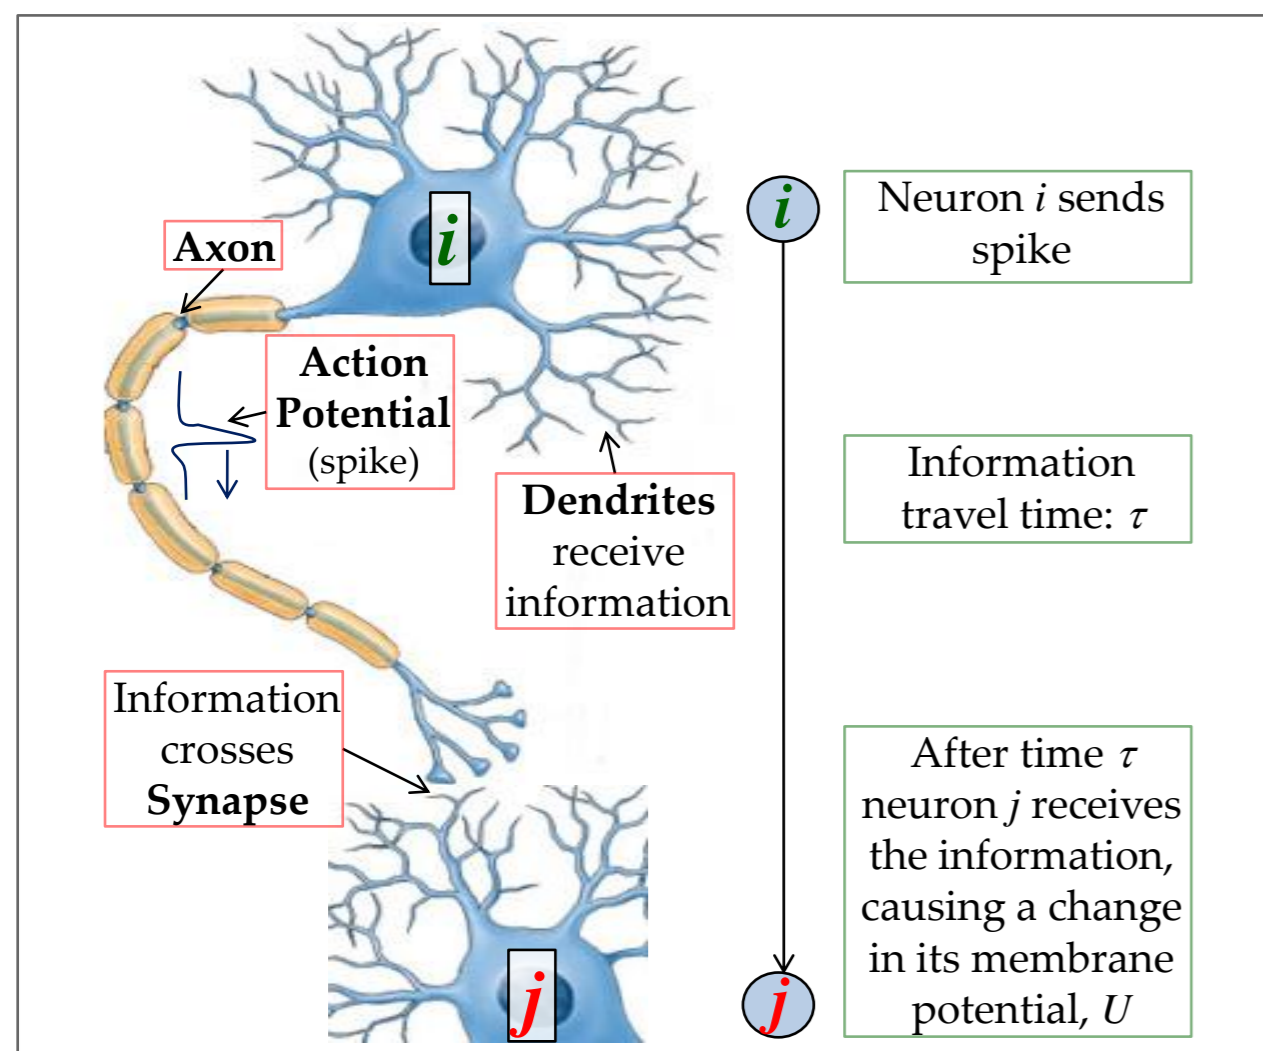 i
Axon
Action
Potential
(spike)
Dendrites
receive
information
Information
crosses
Synapse
j
i
Neuron i sends
spike
Information
travel time: τ
After time τ
neuron j receives
the information,
causing a change
in its membrane
potential, U
j